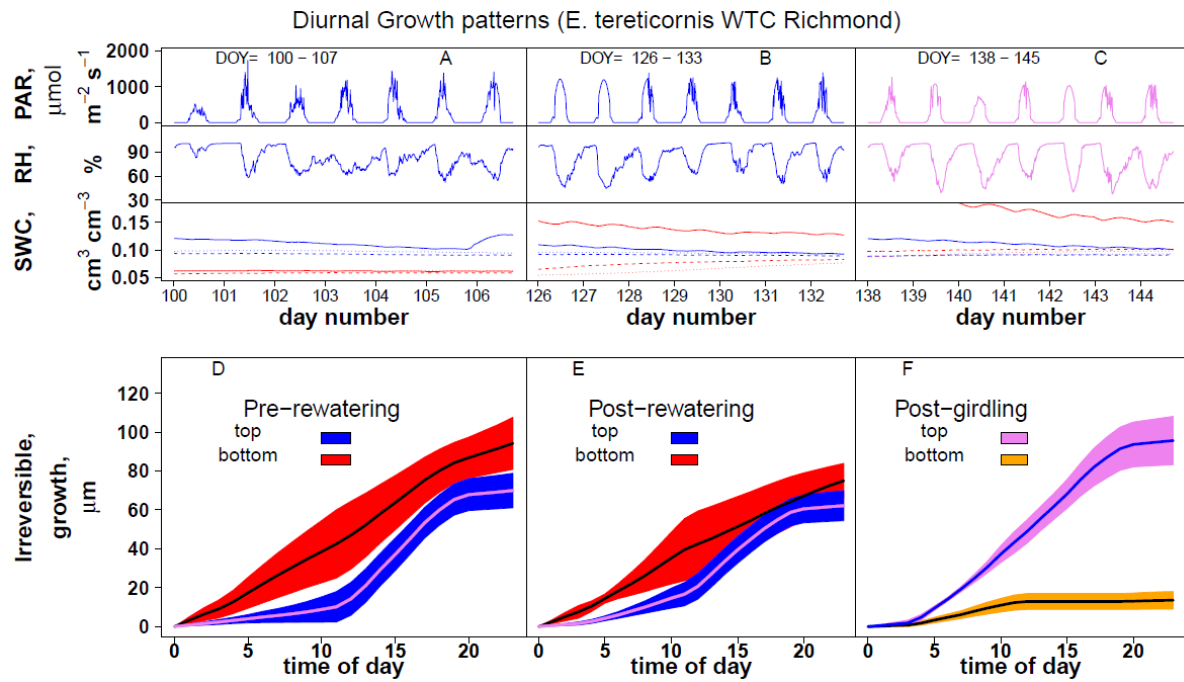 Diurnal Growth patterns (E. tereticornis WTC Richmond)
PAR,
μmol
m−2 s−1
2000
1000
0
DOY= 100 − 107 A
DOY= 126 − 133 B
DOY= 138 − 145 C
RH,
%
90
60
30
SWC,
cm3 cm−3
0.15
0.10
0.05
100 101 102 103 104 105 106
126 127 128 129 130 131 132
138 139 140 141 142 143 144
day number day number day number
Irreversible,
growth,
μm
120
100
80
60
40
20
0
D
Pre−rewatering
top
bottom
E
Post−rewatering
top
bottom
F
Post−girdling
top
bottom
0 5 10 15 20
0 5 10 15 20
0 5 10 15 20
time of day time of day time of day